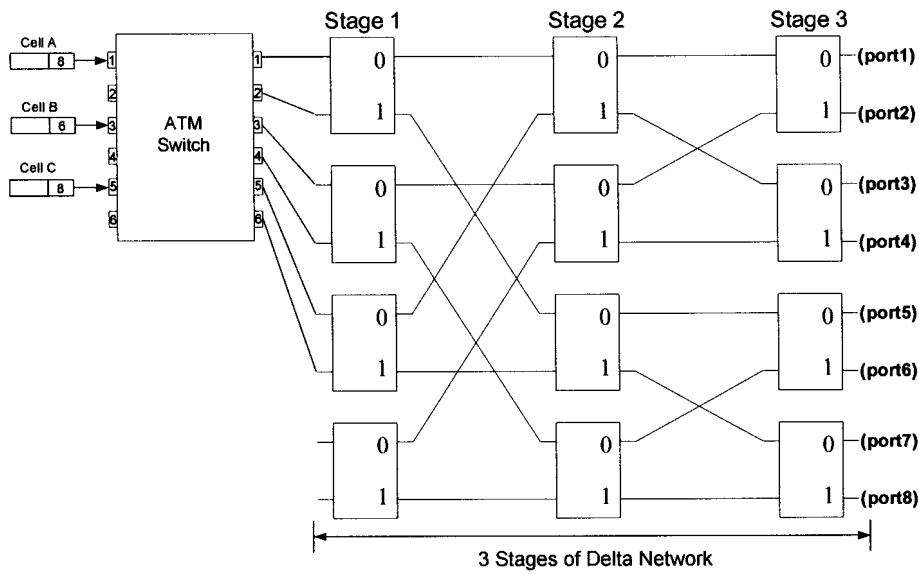 Stage 1
Stage 2
Stage 3
Cell A
8
Cell B
6
Cell C
8
1
2
3
4
5
6
ATM
Switch
1
2
3
4
5
6
0
1
0
1
0
1
0
1
0
1
0
1
0
1
0
1
0
1
0
1
0
1
0
1
(port1)
(port2)
(port3)
(port4)
(port5)
(port6)
(port7)
(port8)
3 Stages of Delta Network